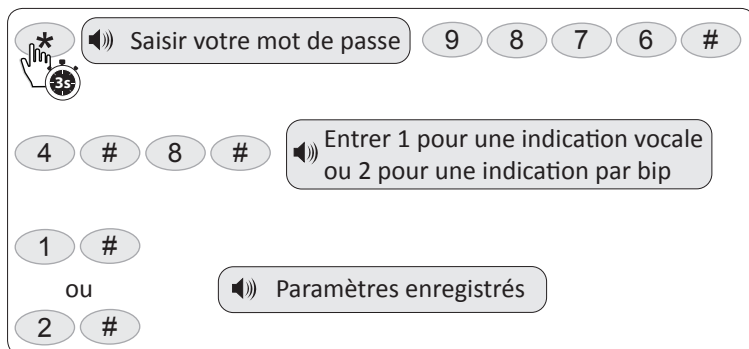 * Saisir votre mot de passe 9 8 7 6 #
3s
4 # 8 # Entrer 1 pour une indication vocale
ou 2 pour une indication par bip
1 #
ou Paramètres enregistrés
2 #